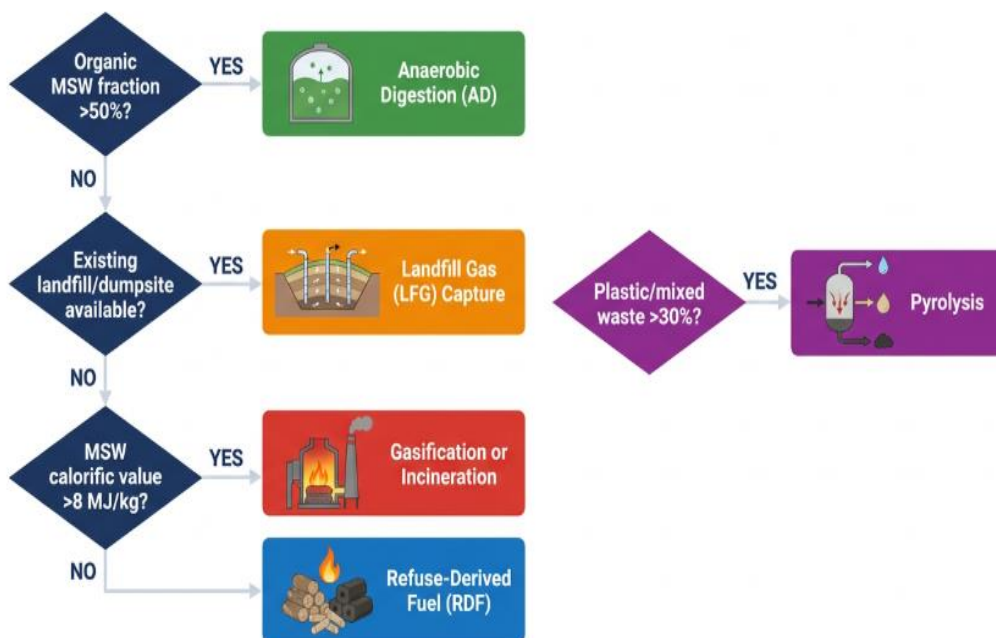 Organic
MSW fraction
>50%?
YES
Anaerobic
Digestion (AD)
NO
Existing
landfill/dumpsite
available?
YES
Landfill Gas
(LFG) Capture
Plastic/mixed
waste >30%?
YES
Pyrolysis
NO
MSW
calorific value
>8 MJ/kg?
YES
Gasification or
Incineration
NO
Refuse-Derived
Fuel (RDF)